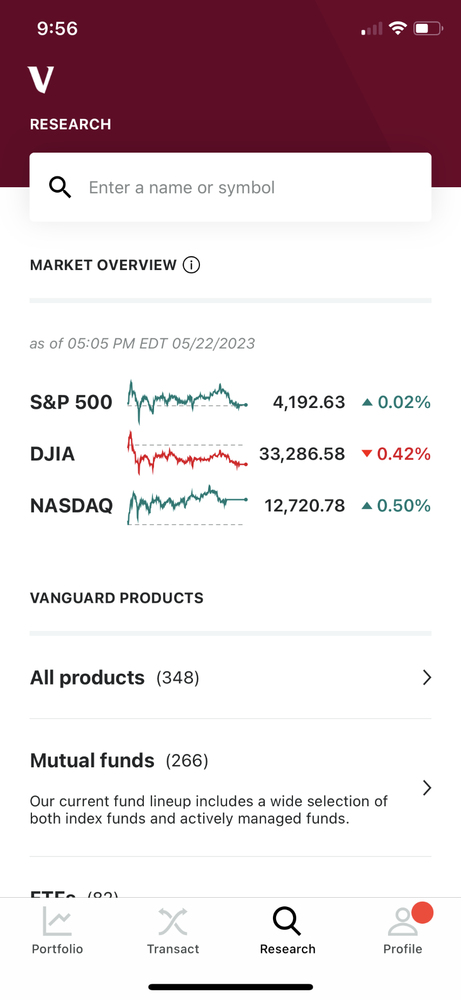 9:56
V
RESEARCH
Enter a name or symbol
MARKET OVERVIEW
as of 05:05 PM EDT 05/22/2023
S&P 500 4,192.63 ▲ 0.02%
DJIA 33,286.58 ▼ 0.42%
NASDAQ 12,720.78 ▲ 0.50%
VANGUARD PRODUCTS
All products (348)
Mutual funds (266)
Our current fund lineup includes a wide selection of
both index funds and actively managed funds.
ETFs (82)
Portfolio Transact Research Profile